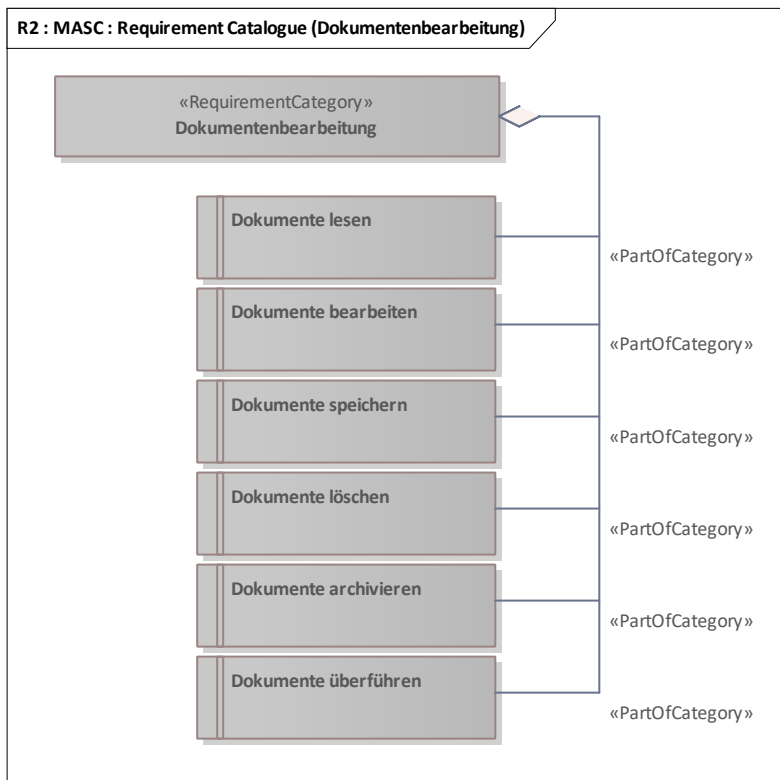 R2 : MASC : Requirement Catalogue (Dokumentenbearbeitung)
«RequirementCategory»
Dokumentenbearbeitung
Dokumente lesen
«PartOfCategory»
Dokumente bearbeiten
«PartOfCategory»
Dokumente speichern
«PartOfCategory»
Dokumente löschen
«PartOfCategory»
Dokumente archivieren
«PartOfCategory»
Dokumente überführen
«PartOfCategory»